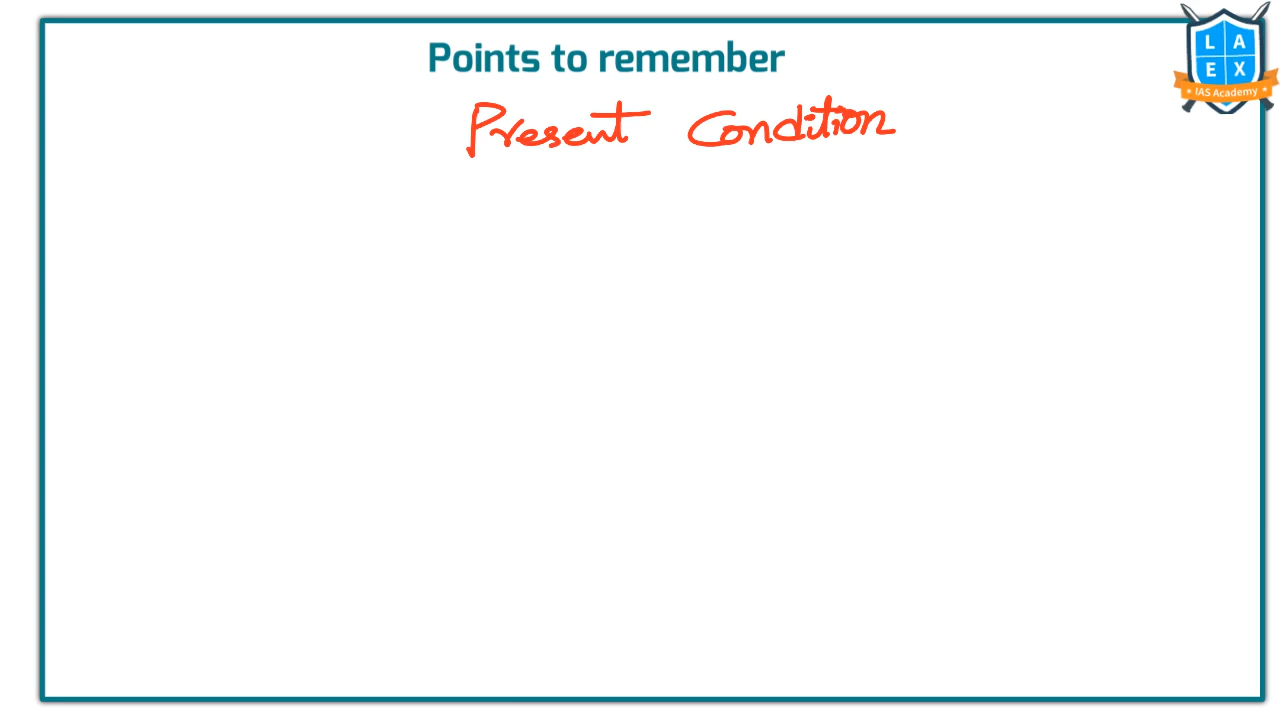 Points to remember
Present Condition
L A
E X
IAS Academy